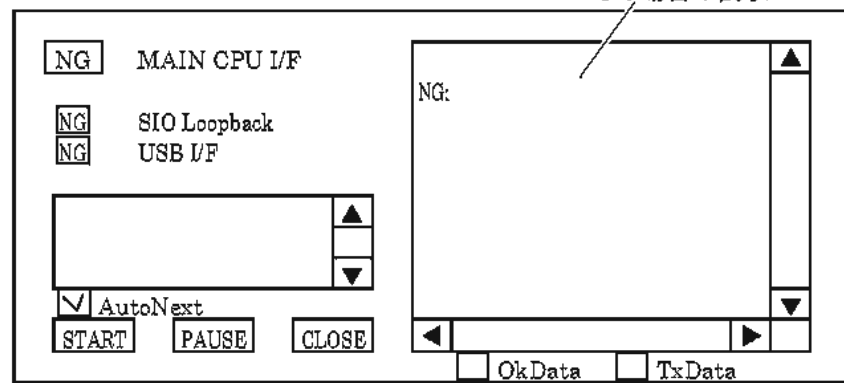 NG MAIN CPU I/F
NG SIO Loopback
NG USB I/F
AutoNext
START PAUSE CLOSE
NG:
OkData TxData